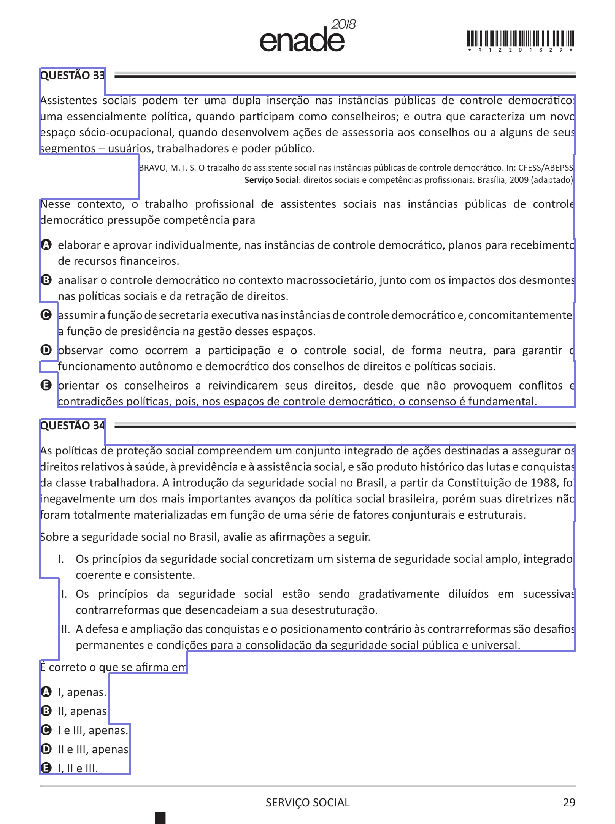 enade2018
*R1220182 9*
QUESTÃO 33
Assistentes sociais podem ter uma dupla inserção nas instâncias públicas de controle democrático:
uma essencialmente política, quando participam como conselheiros; e outra que caracteriza um novo
espaço sócio-ocupacional, quando desenvolvem ações de assessoria aos conselhos ou a alguns de seus
segmentos – usuários, trabalhadores e poder público.
BRAVO, M. I. S. O trabalho do assistente social nas instâncias públicas de controle democrático. In: CFESS/ABEPSS.
Serviço Social: direitos sociais e competências profissionais. Brasília, 2009 (adaptado)
Nesse contexto, o trabalho profissional de assistentes sociais nas instâncias públicas de controle
democrático pressupõe competência para
A elaborar e aprovar individualmente, nas instâncias de controle democrático, planos para recebimento
de recursos financeiros.
B analisar o controle democrático no contexto macrossocietário, junto com os impactos dos desmontes
nas políticas sociais e da retração de direitos.
C assumir a função de secretaria executiva nas instâncias de controle democrático e, concomitantemente,
a função de presidência na gestão desses espaços.
D observar como ocorrem a participação e o controle social, de forma neutra, para garantir o
funcionamento autônomo e democrático dos conselhos de direitos e políticas sociais.
E orientar os conselheiros a reivindicarem seus direitos, desde que não provoquem conflitos e
contradições políticas, pois, nos espaços de controle democrático, o consenso é fundamental.
QUESTÃO 34
As políticas de proteção social compreendem um conjunto integrado de ações destinadas a assegurar os
direitos relativos à saúde, à previdência e à assistência social, e são produto histórico das lutas e conquistas
da classe trabalhadora. A introdução da seguridade social no Brasil, a partir da Constituição de 1988, foi
inegavelmente um dos mais importantes avanços da política social brasileira, porém suas diretrizes não
foram totalmente materializadas em função de uma série de fatores conjunturais e estruturais.
Sobre a seguridade social no Brasil, avalie as afirmações a seguir.
I. Os princípios da seguridade social concretizam um sistema de seguridade social amplo, integrado,
coerente e consistente.
II. Os princípios da seguridade social estão sendo gradativamente diluídos em sucessivas
contrarreformas que desencadeiam a sua desestruturação.
III. A defesa e ampliação das conquistas e o posicionamento contrário às contrarreformas são desafios
permanentes e condições para a consolidação da seguridade social pública e universal.
É correto o que se afirma em
A I, apenas.
B II, apenas
C I e III, apenas.
D II e III, apenas
E I, II e III.
SERVIÇO SOCIAL 29